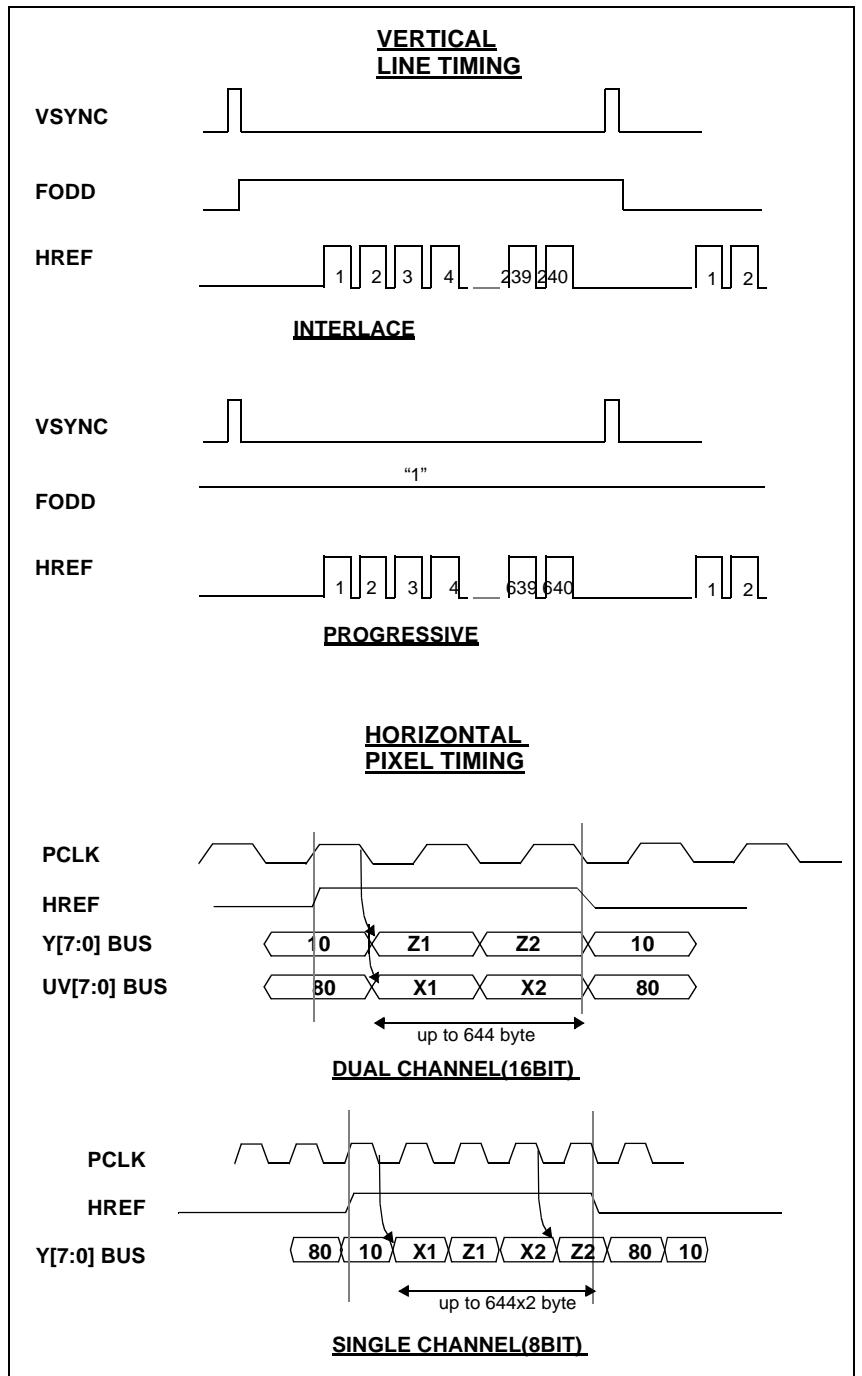 VERTICAL
LINE TIMING
VSYNC
FODD
HREF
1 2 3 4 239 240 1 2
INTERLACE
VSYNC
“1”
FODD
HREF
1 2 3 4 639 640 1 2
PROGRESSIVE
HORIZONTAL
PIXEL TIMING
PCLK
HREF
Y[7:0] BUS 10 Z1 Z2 10
UV[7:0] BUS 80 X1 X2 80
up to 644 byte
DUAL CHANNEL(16BIT)
PCLK
HREF
Y[7:0] BUS 80 10 X1 Z1 X2 Z2 80 10
up to 644x2 byte
SINGLE CHANNEL(8BIT)